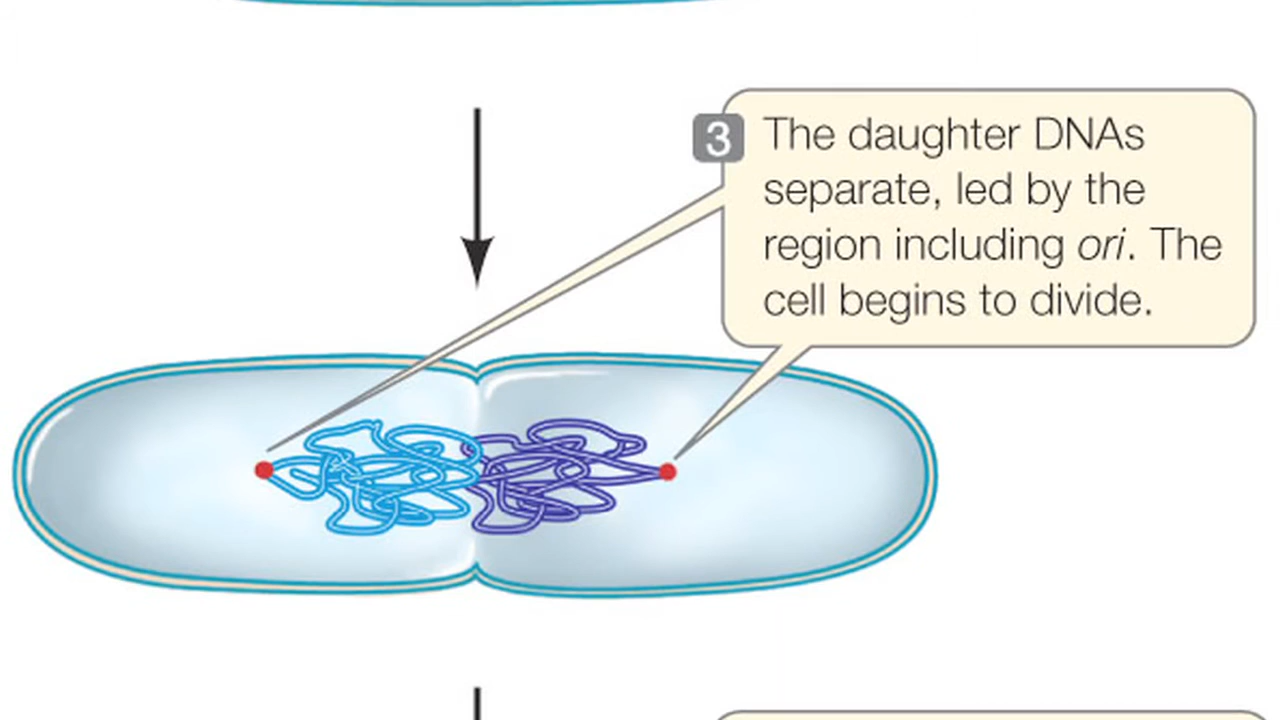 3 The daughter DNAs
separate, led by the
region including ori. The
cell begins to divide.